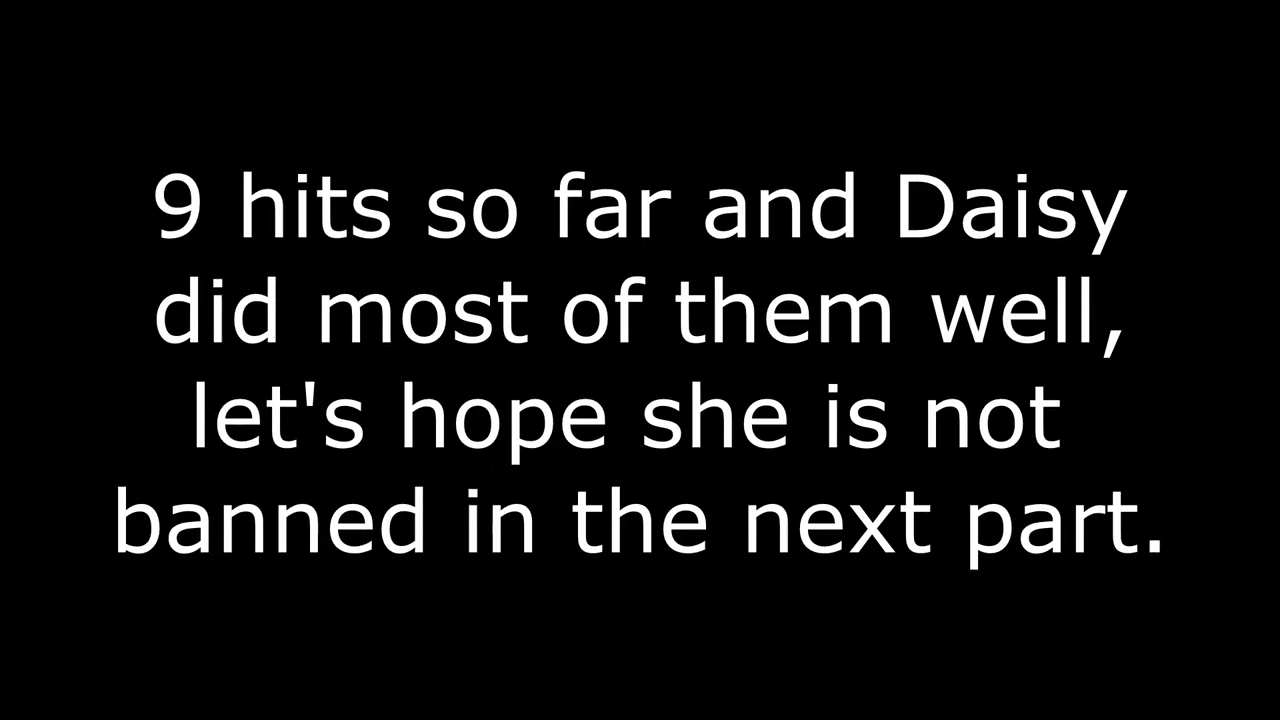 9 hits so far and Daisy
did most of them well,
let's hope she is not
banned in the next part.